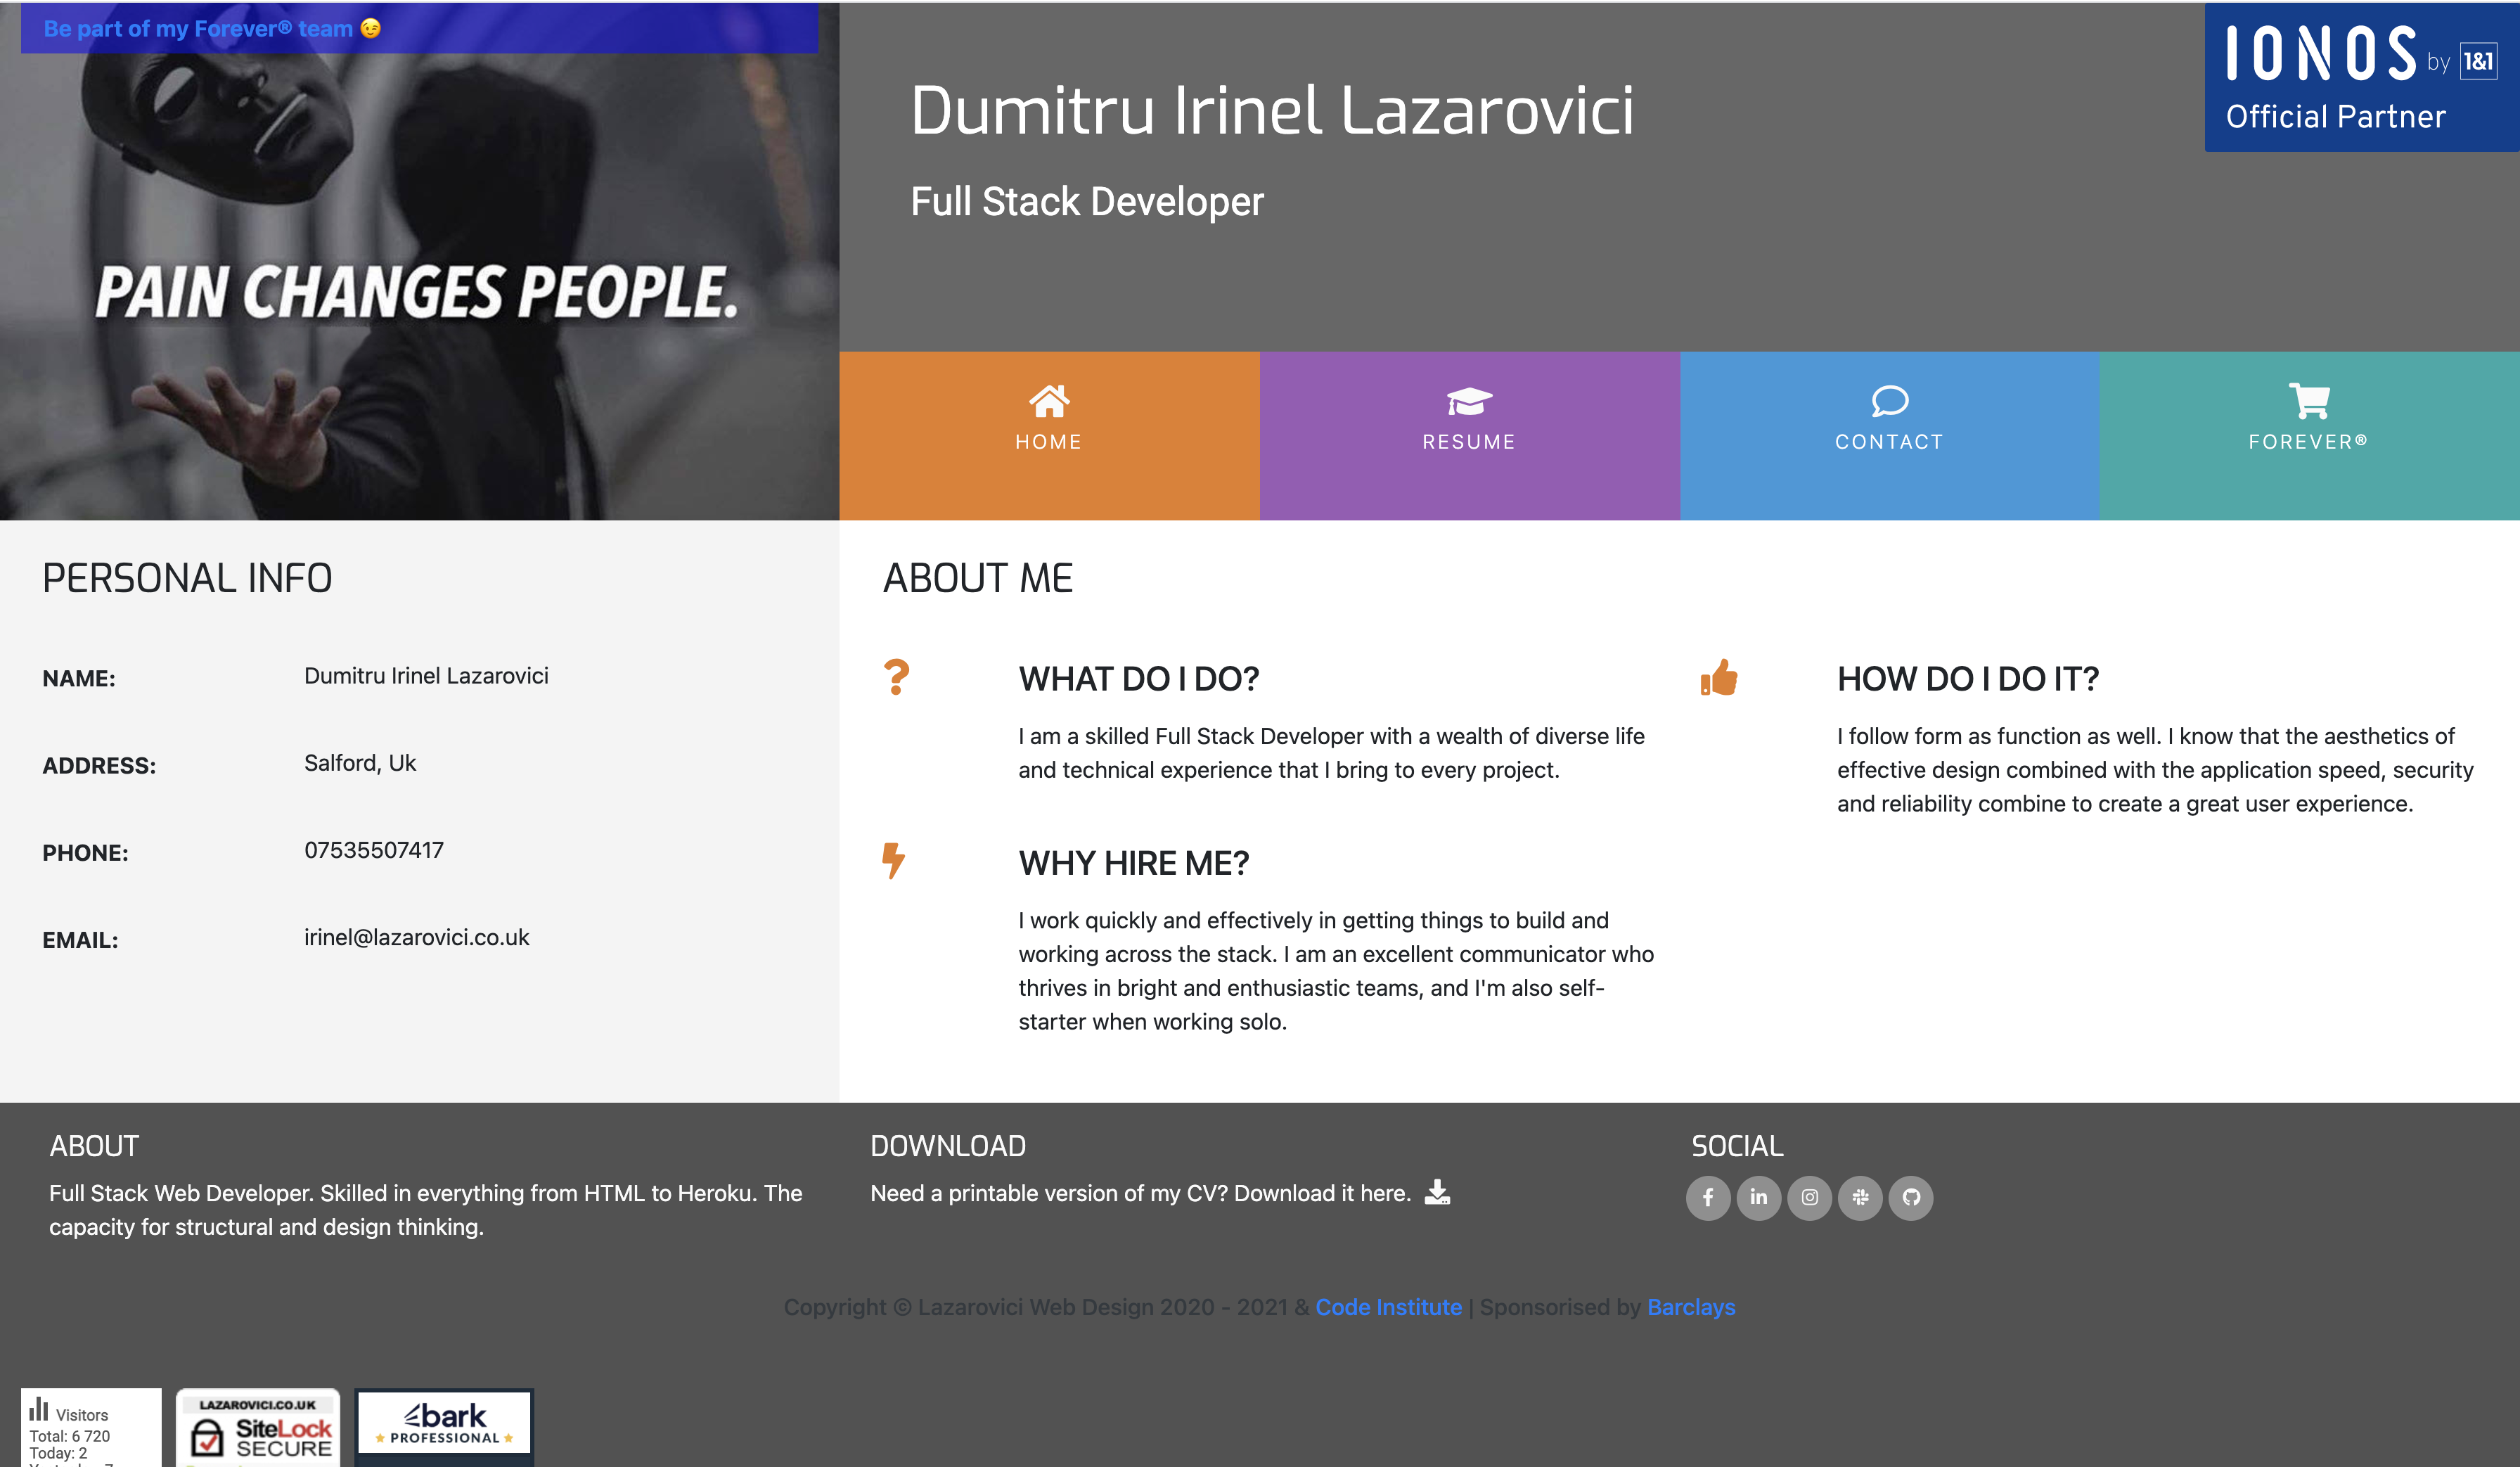 Be part of my Forever® team 😉
PAIN CHANGES PEOPLE.
Dumitru Irinel Lazarovici
Full Stack Developer
IONOS by 1&1
Official Partner
HOME
RESUME
CONTACT
FOREVER®
PERSONAL INFO
NAME: Dumitru Irinel Lazarovici
ADDRESS: Salford, Uk
PHONE: 07535507417
EMAIL: irinel@lazarovici.co.uk
ABOUT ME
WHAT DO I DO?
I am a skilled Full Stack Developer with a wealth of diverse life
and technical experience that I bring to every project.
HOW DO I DO IT?
I follow form as function as well. I know that the aesthetics of
effective design combined with the application speed, security
and reliability combine to create a great user experience.
WHY HIRE ME?
I work quickly and effectively in getting things to build and
working across the stack. I am an excellent communicator who
thrives in bright and enthusiastic teams, and I'm also self-
starter when working solo.
ABOUT
Full Stack Web Developer. Skilled in everything from HTML to Heroku. The
capacity for structural and design thinking.
DOWNLOAD
Need a printable version of my CV? Download it here.
SOCIAL
Copyright © Lazarovici Web Design 2020 - 2021 & Code Institute | Sponsorised by Barclays
Visitors
Total: 6 720
Today: 2
LAZAROVICI.CO.UK
SiteLock
SECURE
bark
PROFESSIONAL